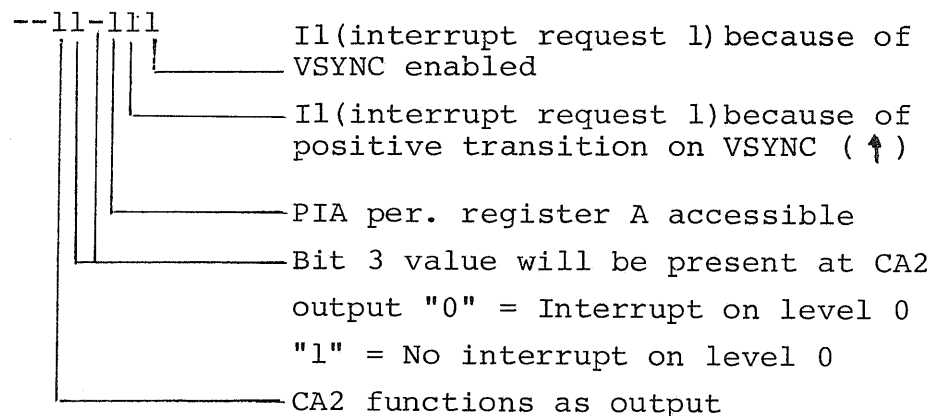 --11-111
I1(interrupt request 1)because of
VSYNC enabled
I1(interrupt request 1)because of
positive transition on VSYNC (↑)
PIA per. register A accessible
Bit 3 value will be present at CA2
output "0" = Interrupt on level 0
"1" = No interrupt on level 0
CA2 functions as output